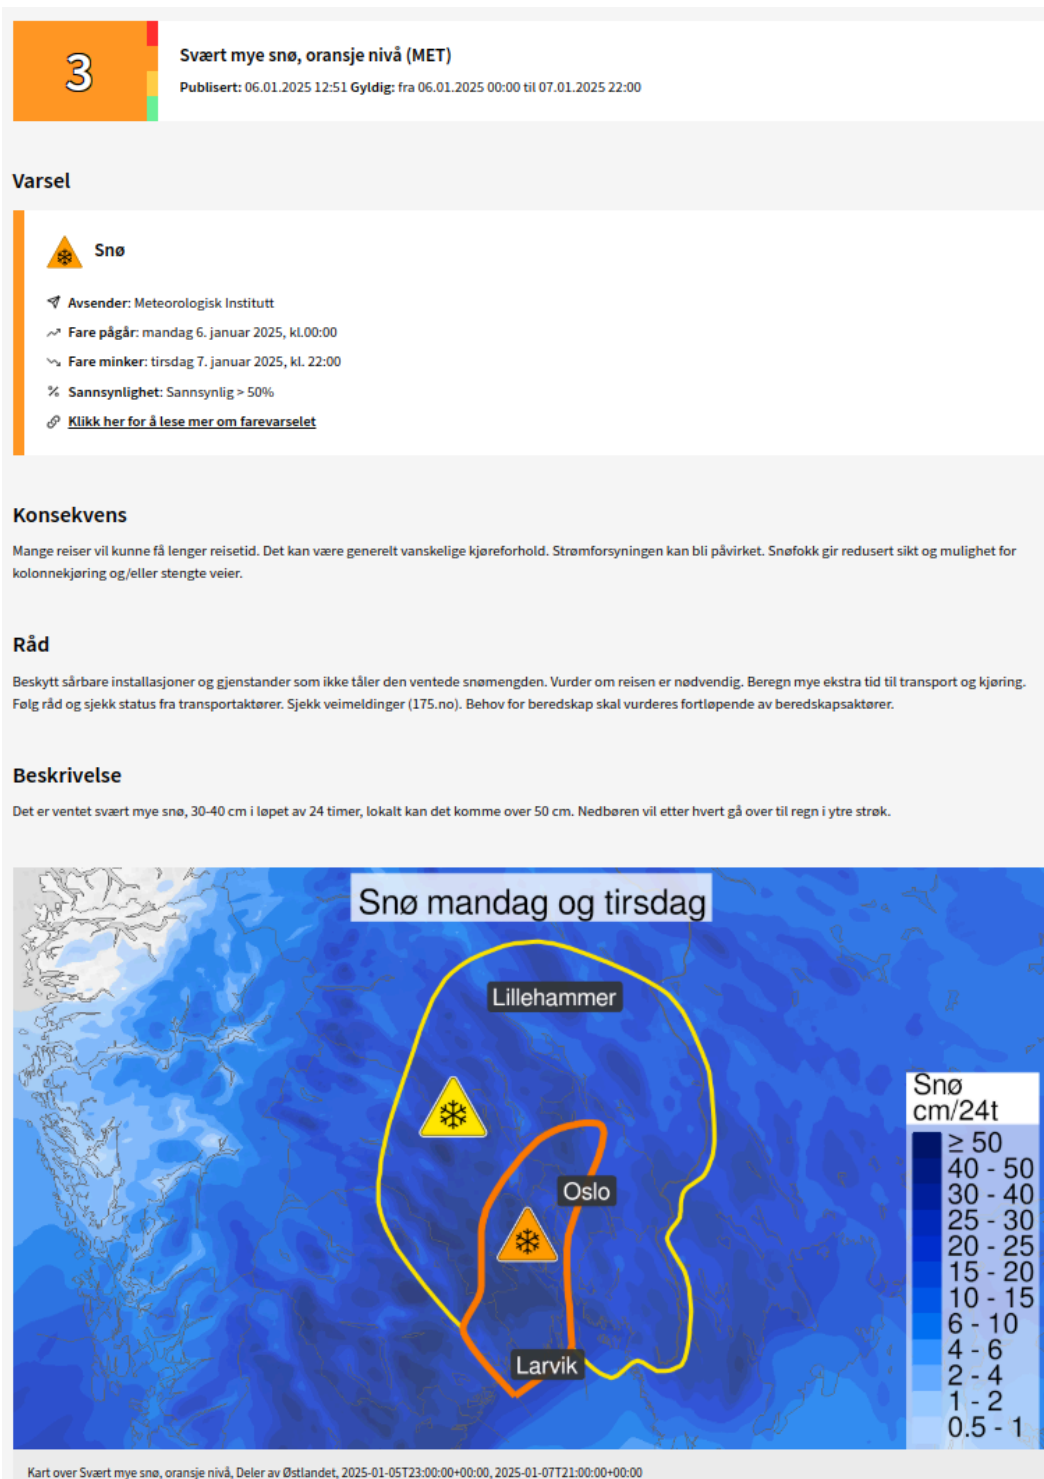 3
Svært mye snø, oransje nivå (MET)
Publisert: 06.01.2025 12:51 Gyldig: fra 06.01.2025 00:00 til 07.01.2025 22:00
Varsel
Snø
Avsender: Meteorologisk Institutt
Fare pågår: mandag 6. januar 2025, kl.00:00
Fare minker: tirsdag 7. januar 2025, kl. 22:00
% Sannsynlighet: Sannsynlig > 50%
Klikk her for å lese mer om farevarselet
Konsekvens
Mange reiser vil kunne få lenger reisetid. Det kan være generelt vanskelige kjøreforhold. Strømforsyningen kan bli påvirket. Snøfokk gir redusert sikt og mulighet for
kolonnekjøring og/eller stengte veier.
Råd
Beskytt sårbare installasjoner og gjenstander som ikke tåler den ventede snømengden. Vurder om reisen er nødvendig. Beregn mye ekstra tid til transport og kjøring.
Følg råd og sjekk status fra transportaktører. Sjekk veimeldinger (175.no). Behov for beredskap skal vurderes fortløpende av beredskapsaktører.
Beskrivelse
Det er ventet svært mye snø, 30-40 cm i løpet av 24 timer, lokalt kan det komme over 50 cm. Nedbøren vil etter hvert gå over til regn i ytre strøk.
Snø mandag og tirsdag
Lillehammer
Oslo
Larvik
Snø
cm/24t
≥ 50
40 - 50
30 - 40
25 - 30
20 - 25
15 - 20
10 - 15
6 - 10
4 - 6
2 - 4
1 - 2
0.5 - 1
Kart over Svært mye snø, oransje nivå, Deler av Østlandet, 2025-01-05T23:00:00+00:00, 2025-01-07T21:00:00+00:00